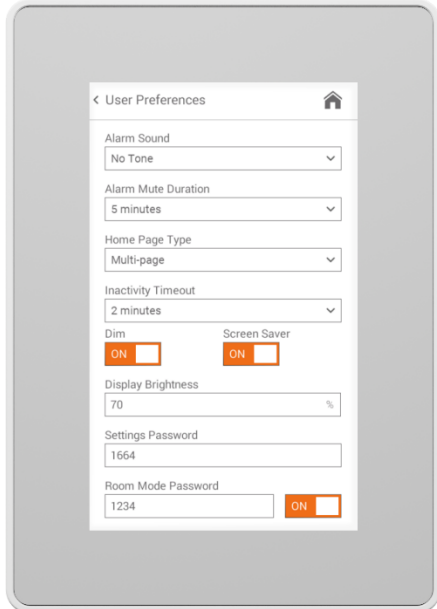 < User Preferences
Alarm Sound
No Tone
Alarm Mute Duration
5 minutes
Home Page Type
Multi-page
Inactivity Timeout
2 minutes
Dim Screen Saver
ON ON
Display Brightness
70 %
Settings Password
1664
Room Mode Password
1234 ON